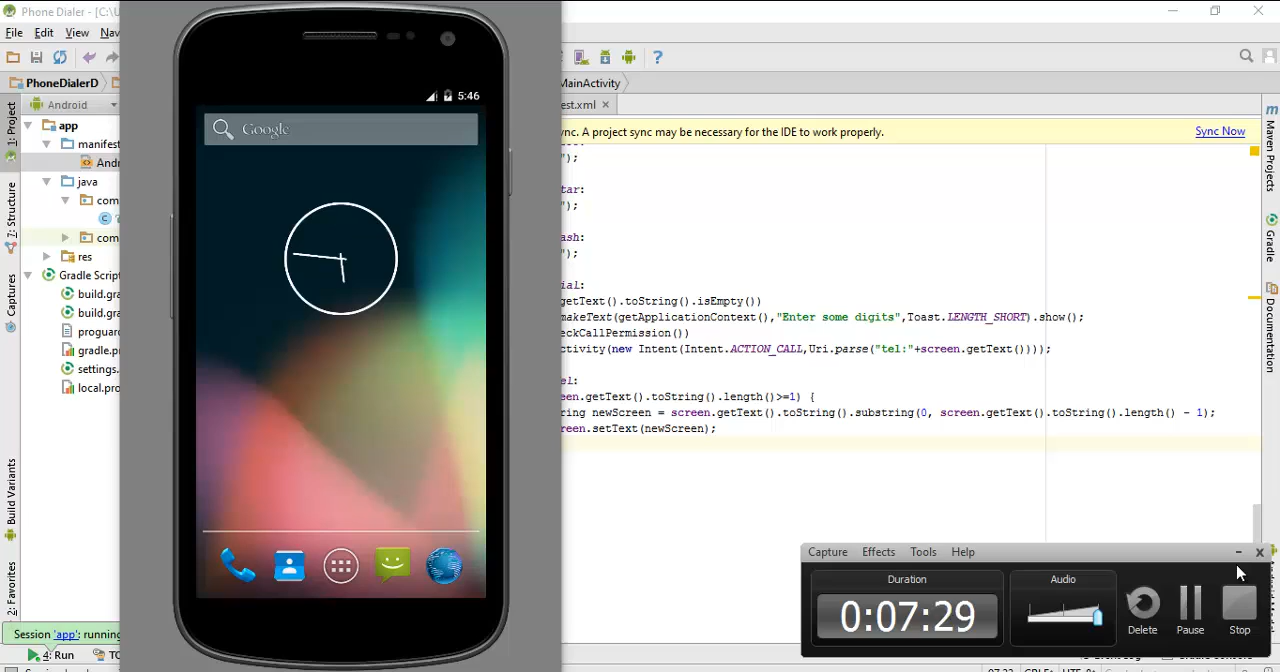 Phone Dialer - [C:\U
File Edit View Nav
PhoneDialerD
MainActivity
Android
est.xml
ync. A project sync may be necessary for the IDE to work properly.
Sync Now
1: Project
7: Structure
Captures
Build Variants
2: Favorites
app
manifest
Andr
java
com
com
res
Gradle Script
build.gra
build.gra
proguard
gradle.pr
settings.
local.pro
Session 'app': running
4: Run
TO
5:46
Google
");
tar:
");
ash:
");
ial:
getText().toString().isEmpty())
makeText(getApplicationContext(),"Enter some digits",Toast.LENGTH_SHORT).show();
eckCallPermission())
ctivity(new Intent(Intent.ACTION_CALL,Uri.parse("tel:"+screen.getText())));
el:
een.getText().toString().length()>=1) {
ring newScreen = screen.getText().toString().substring(0, screen.getText().toString().length() - 1);
reen.setText(newScreen);
Maven Projects
Gradle
Documentation
Capture Effects Tools Help
Duration
0:07:29
Audio
Delete
Pause
Stop